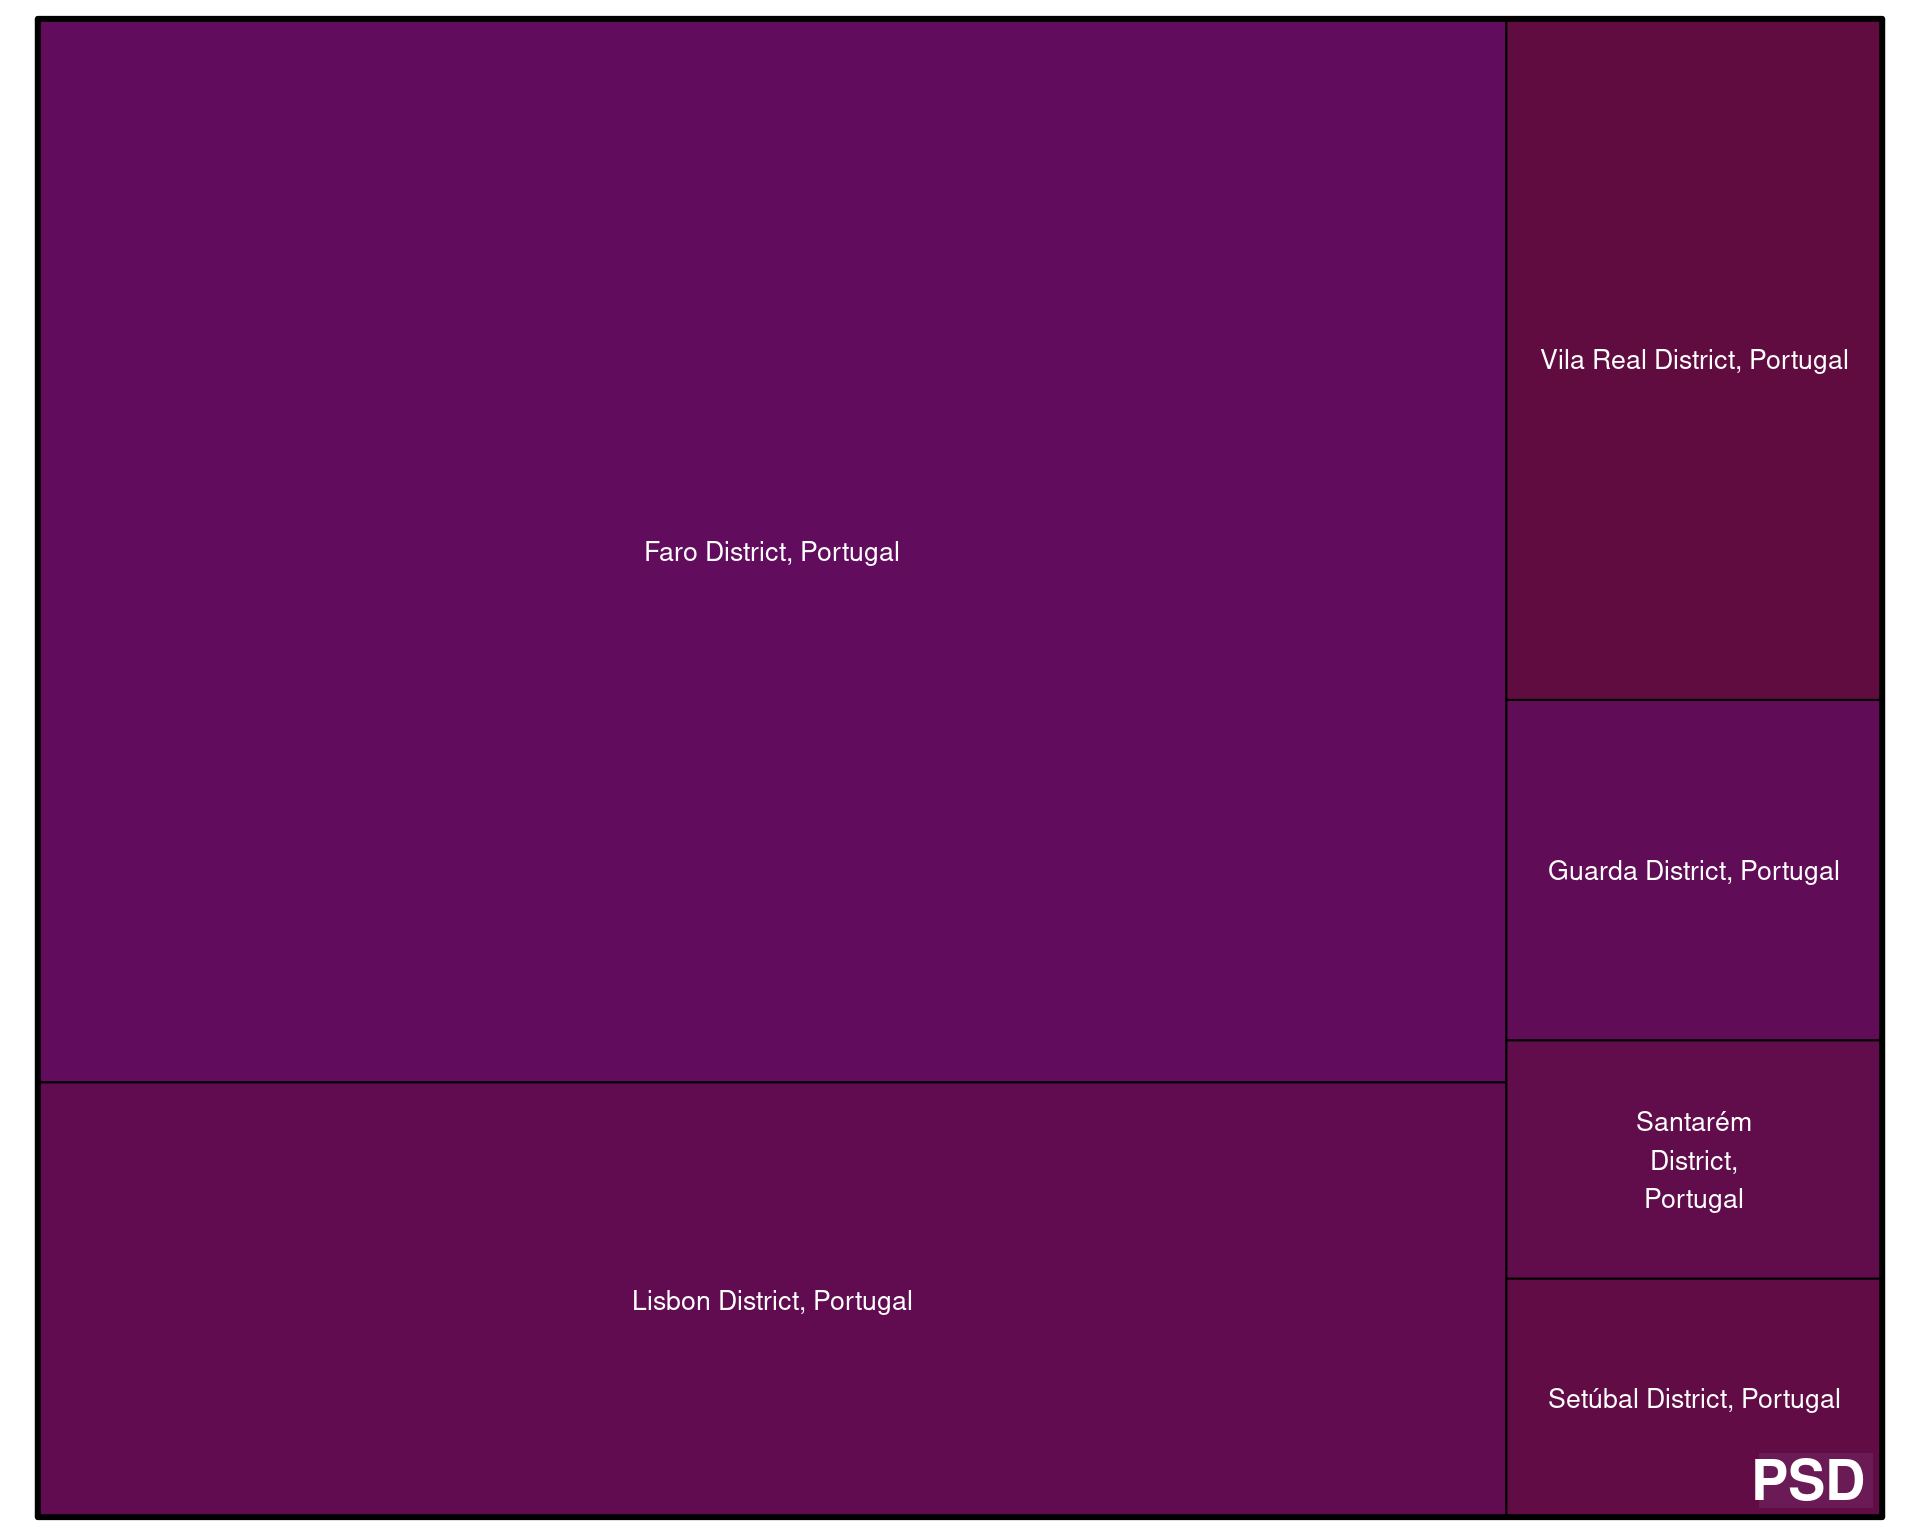 Faro District, Portugal
Lisbon District, Portugal
Vila Real District, Portugal
Guarda District, Portugal
Santarém
District,
Portugal
Setúbal District, Portugal
PSD